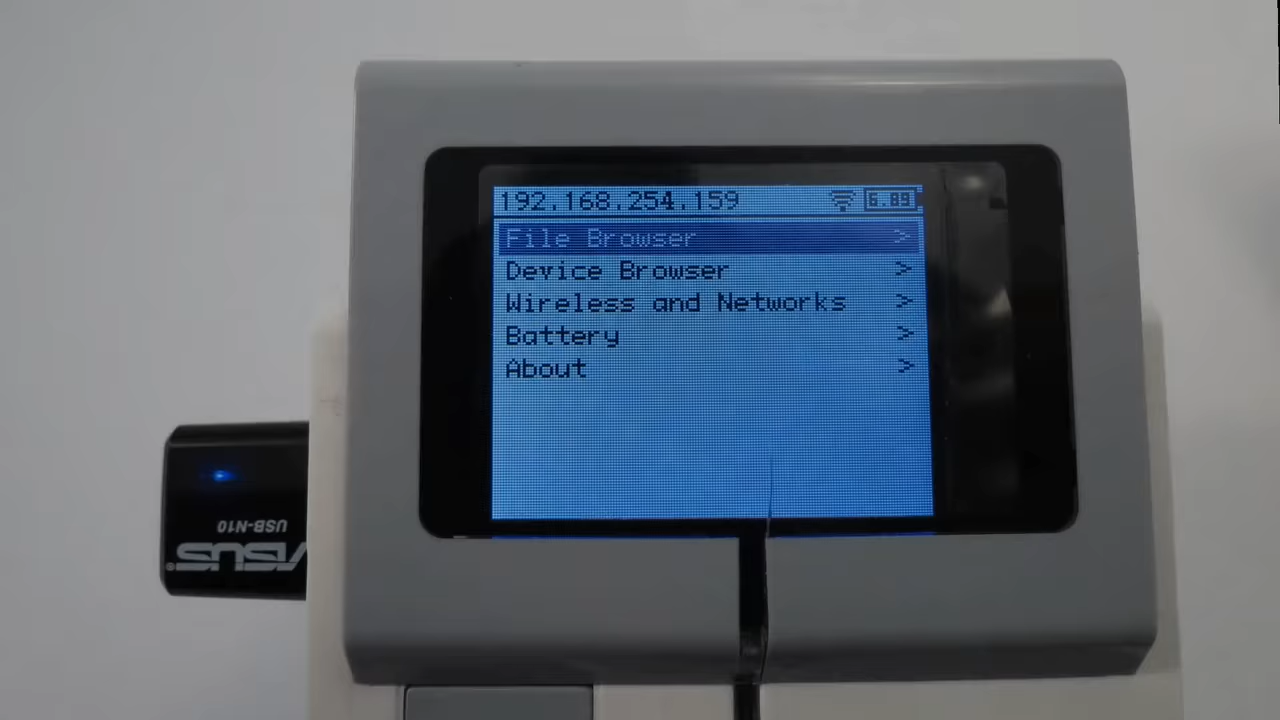 192.168.254.159
File Browser >
Device Browser >
Wireless and Networks >
Battery >
About >
USB-N10
ASUS®